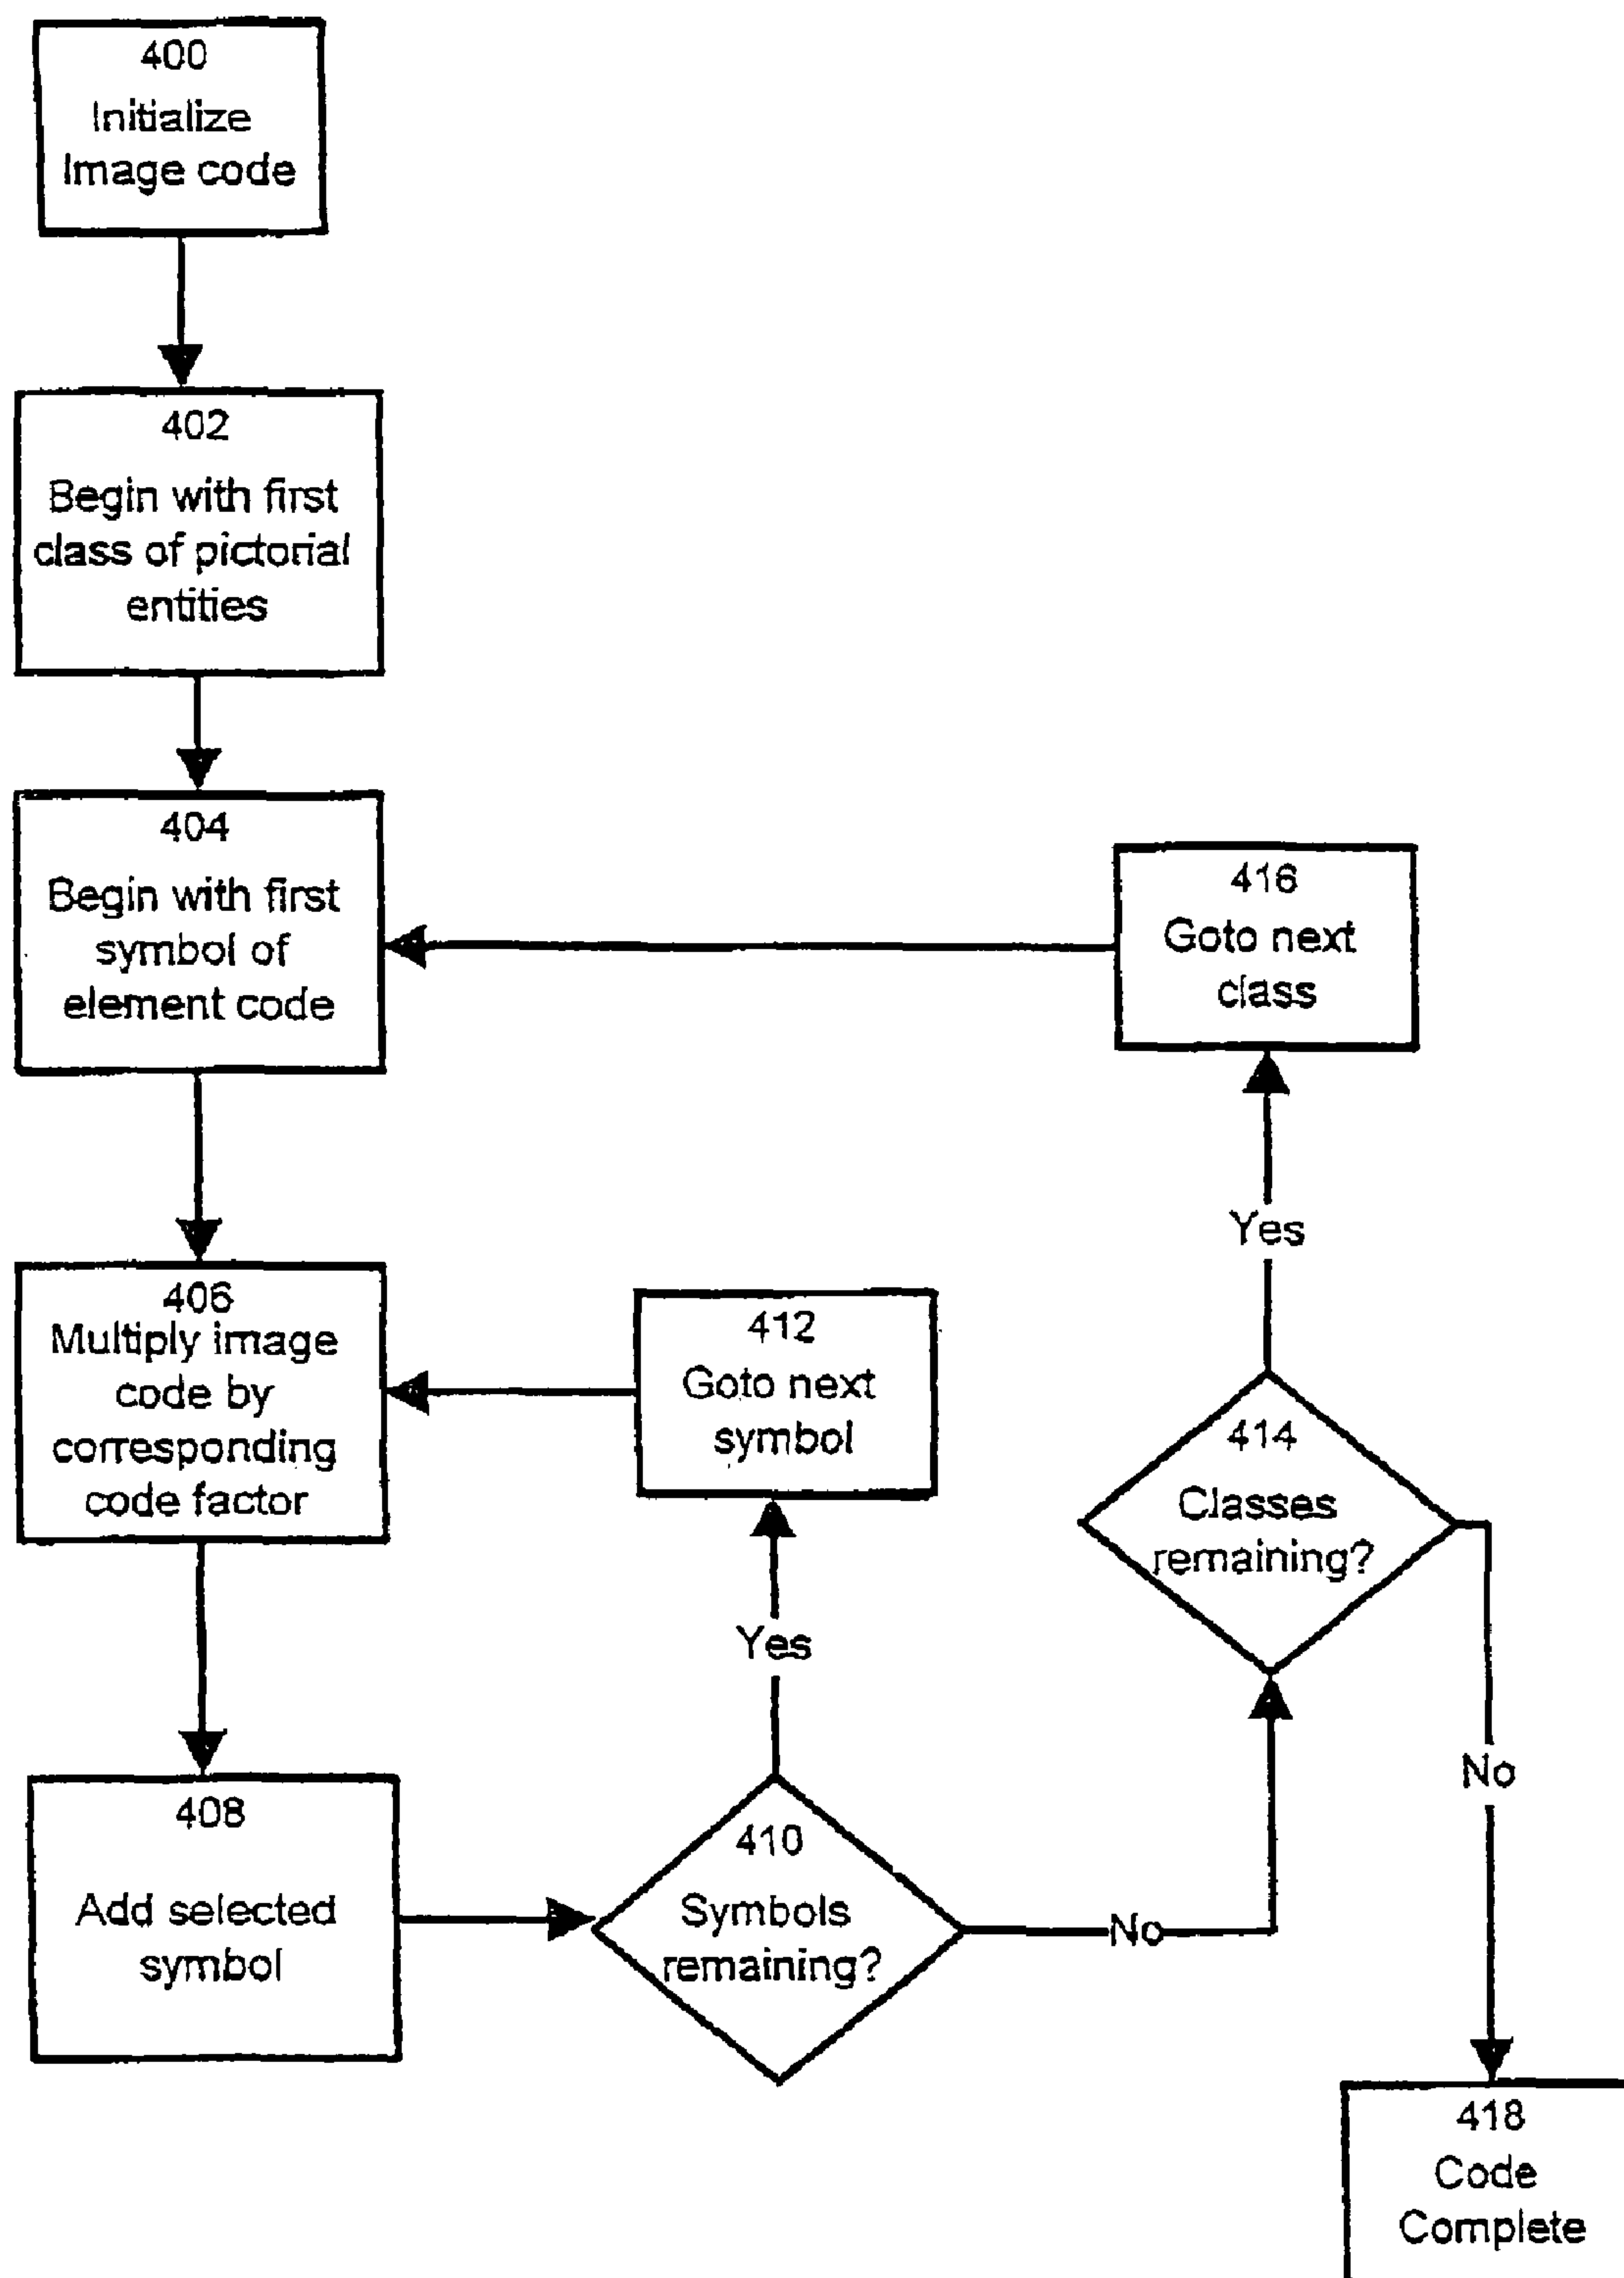 400
Initialize
Image code
402
Begin with first
class of pictorial
entities
404
Begin with first
symbol of
element code
416
Goto next
class
Yes
406
Multiply image
code by
corresponding
code factor
412
Goto next
symbol
414
Classes
remaining?
Yes
No
408
Add selected
symbol
410
Symbols
remaining?
No
418
Code
Complete